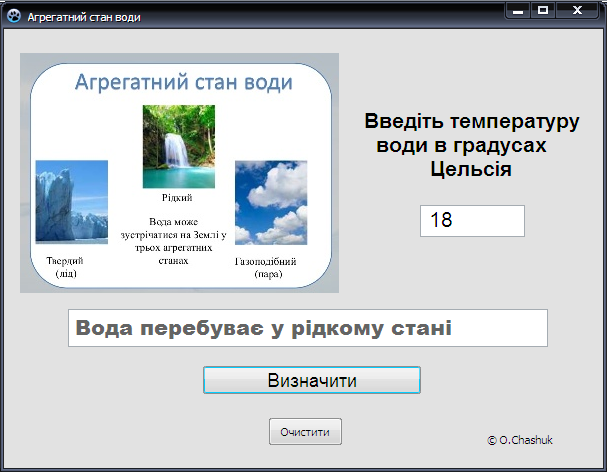 Агрегатний стан води
Агрегатний стан води
Рідкий
Вода може
зустрічатися на Землі у
трьох агрегатних
станах
Твердий
(лід)
Газоподібний
(пара)
Введіть температуру
води в градусах
Цельсія
18
Вода перебуває у рідкому стані
Визначити
Очистити
© O.Chashuk